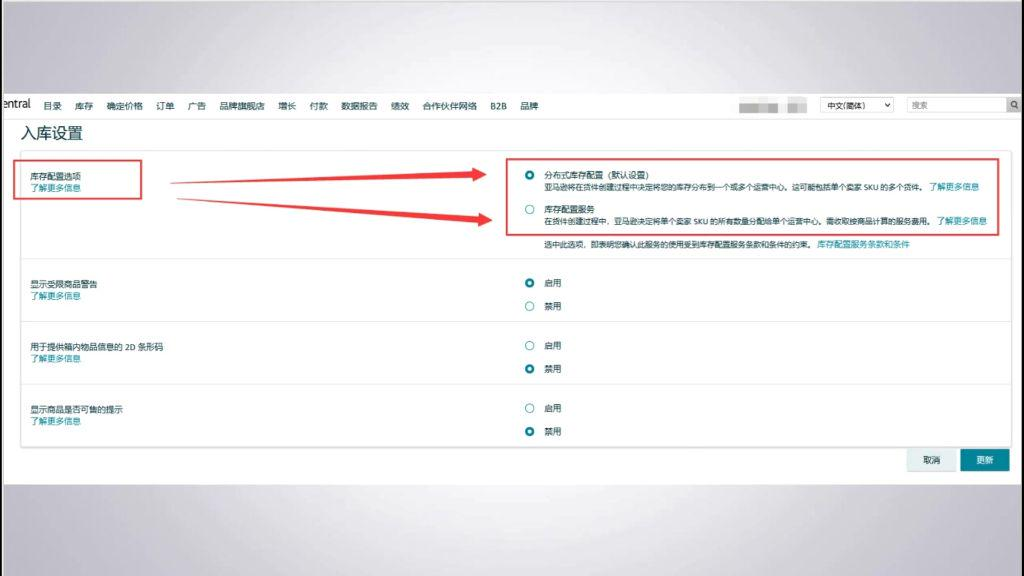 entral 目录 库存 确定价格 订单 广告 品牌旗舰店 增长 付款 数据报告 绩效 合作伙伴网络 B2B 品牌 中文(简体) 搜索
入库设置
库存配置选项
了解更多信息
分布式库存配置（默认设置）
亚马逊将在货件创建过程中决定将您的库存分布到一个或多个运营中心。这可能包括单个卖家 SKU 的多个货件。 了解更多信息
库存配置服务
在货件创建过程中，亚马逊决定将单个卖家 SKU 的所有数量分配给单个运营中心。需收取按商品计算的服务费用。 了解更多信息
选中此选项，即表明您确认此服务的使用受到库存配置服务条款和条件的约束。 库存配置服务条款和条件
显示受限商品警告
了解更多信息
启用
禁用
用于提供箱内物品信息的 2D 条形码
了解更多信息
启用
禁用
显示商品是否可售的提示
了解更多信息
启用
禁用
取消 更新